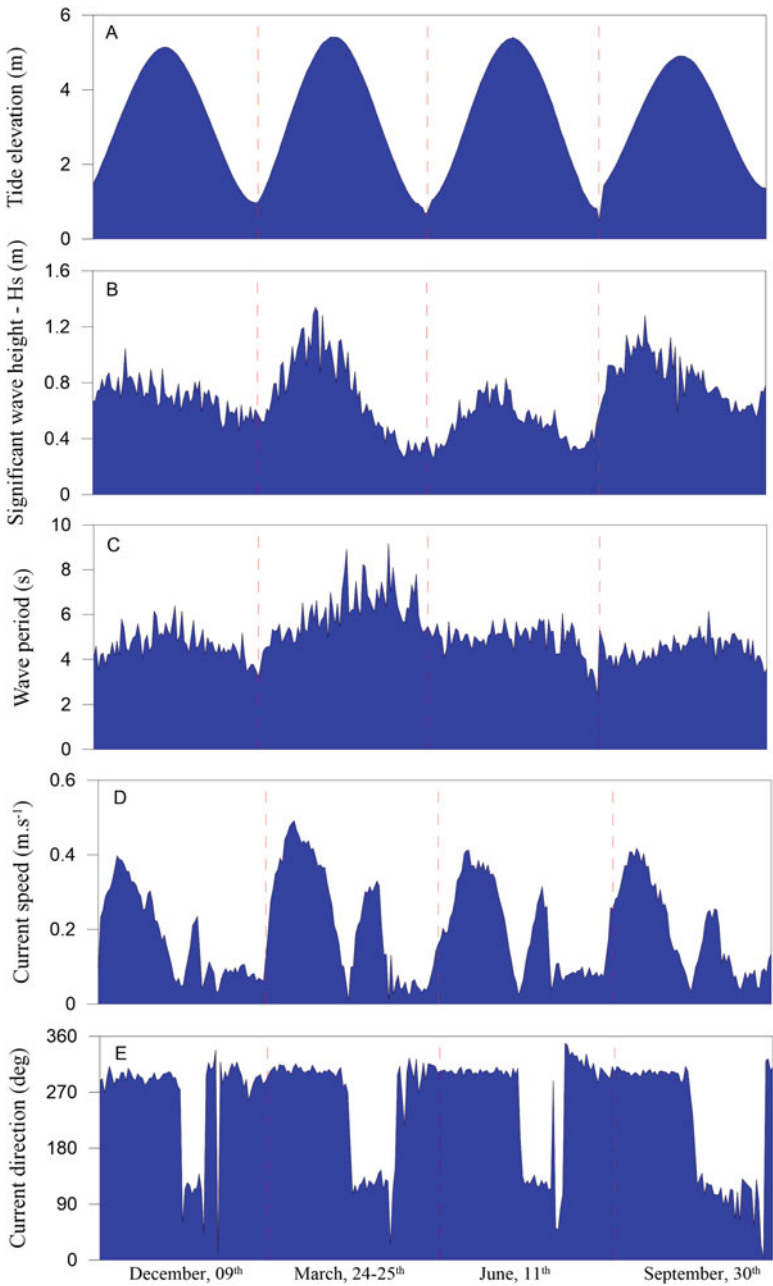 A
Tide elevation (m)
6
4
2
0
B
Significant wave height - Hs (m)
1.6
1.2
0.8
0.4
0
C
Wave period (s)
10
8
6
4
2
0
D
Current speed (m.s⁻¹)
0.6
0.4
0.2
0
E
Current direction (deg)
360
270
180
90
0
December, 09ᵗʰ March, 24-25ᵗʰ June, 11ᵗʰ September, 30ᵗʰ